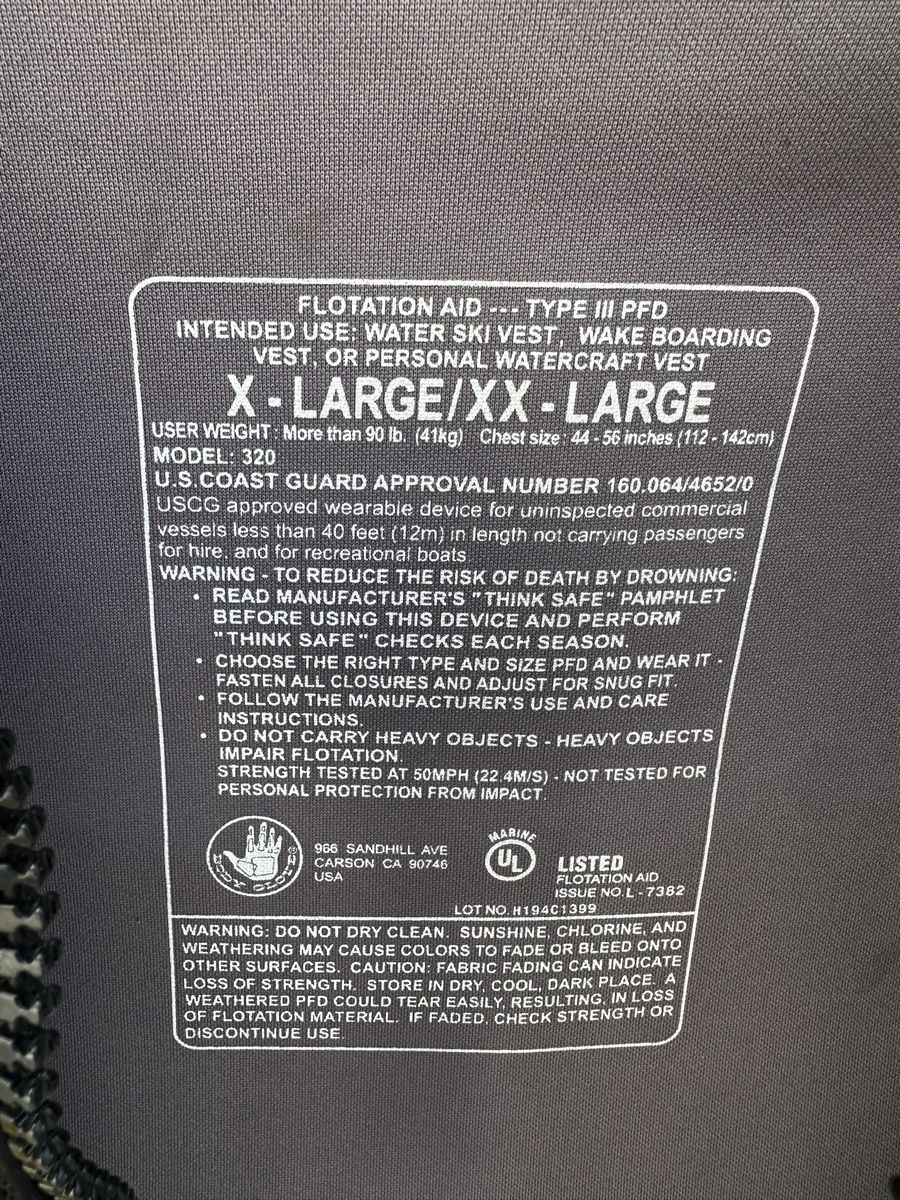 FLOTATION AID --- TYPE III PFD
INTENDED USE: WATER SKI VEST, WAKE BOARDING
VEST, OR PERSONAL WATERCRAFT VEST
X - LARGE/XX - LARGE
USER WEIGHT: More than 90 lb. (41kg) Chest size: 44 - 56 inches (112 - 142cm)
MODEL: 320
U.S.COAST GUARD APPROVAL NUMBER 160.064/4652/0
USCG approved wearable device for uninspected commercial
vessels less than 40 feet (12m) in length not carrying passengers
for hire, and for recreational boats
WARNING - TO REDUCE THE RISK OF DEATH BY DROWNING:
• READ MANUFACTURER'S "THINK SAFE" PAMPHLET
BEFORE USING THIS DEVICE AND PERFORM
"THINK SAFE" CHECKS EACH SEASON.
• CHOOSE THE RIGHT TYPE AND SIZE PFD AND WEAR IT -
FASTEN ALL CLOSURES AND ADJUST FOR SNUG FIT.
• FOLLOW THE MANUFACTURER'S USE AND CARE
INSTRUCTIONS.
• DO NOT CARRY HEAVY OBJECTS - HEAVY OBJECTS
IMPAIR FLOTATION.
STRENGTH TESTED AT 50MPH (22.4M/S) - NOT TESTED FOR
PERSONAL PROTECTION FROM IMPACT.
BODY GLOVE
966 SANDHILL AVE
CARSON CA 90746
USA
MARINE
UL
LISTED
FLOTATION AID
ISSUE NO. L - 7382
LOT NO. H194C1399
WARNING: DO NOT DRY CLEAN. SUNSHINE, CHLORINE, AND
WEATHERING MAY CAUSE COLORS TO FADE OR BLEED ONTO
OTHER SURFACES. CAUTION: FABRIC FADING CAN INDICATE
LOSS OF STRENGTH. STORE IN DRY, COOL, DARK PLACE. A
WEATHERED PFD COULD TEAR EASILY, RESULTING, IN LOSS
OF FLOTATION MATERIAL. IF FADED, CHECK STRENGTH OR
DISCONTINUE USE.